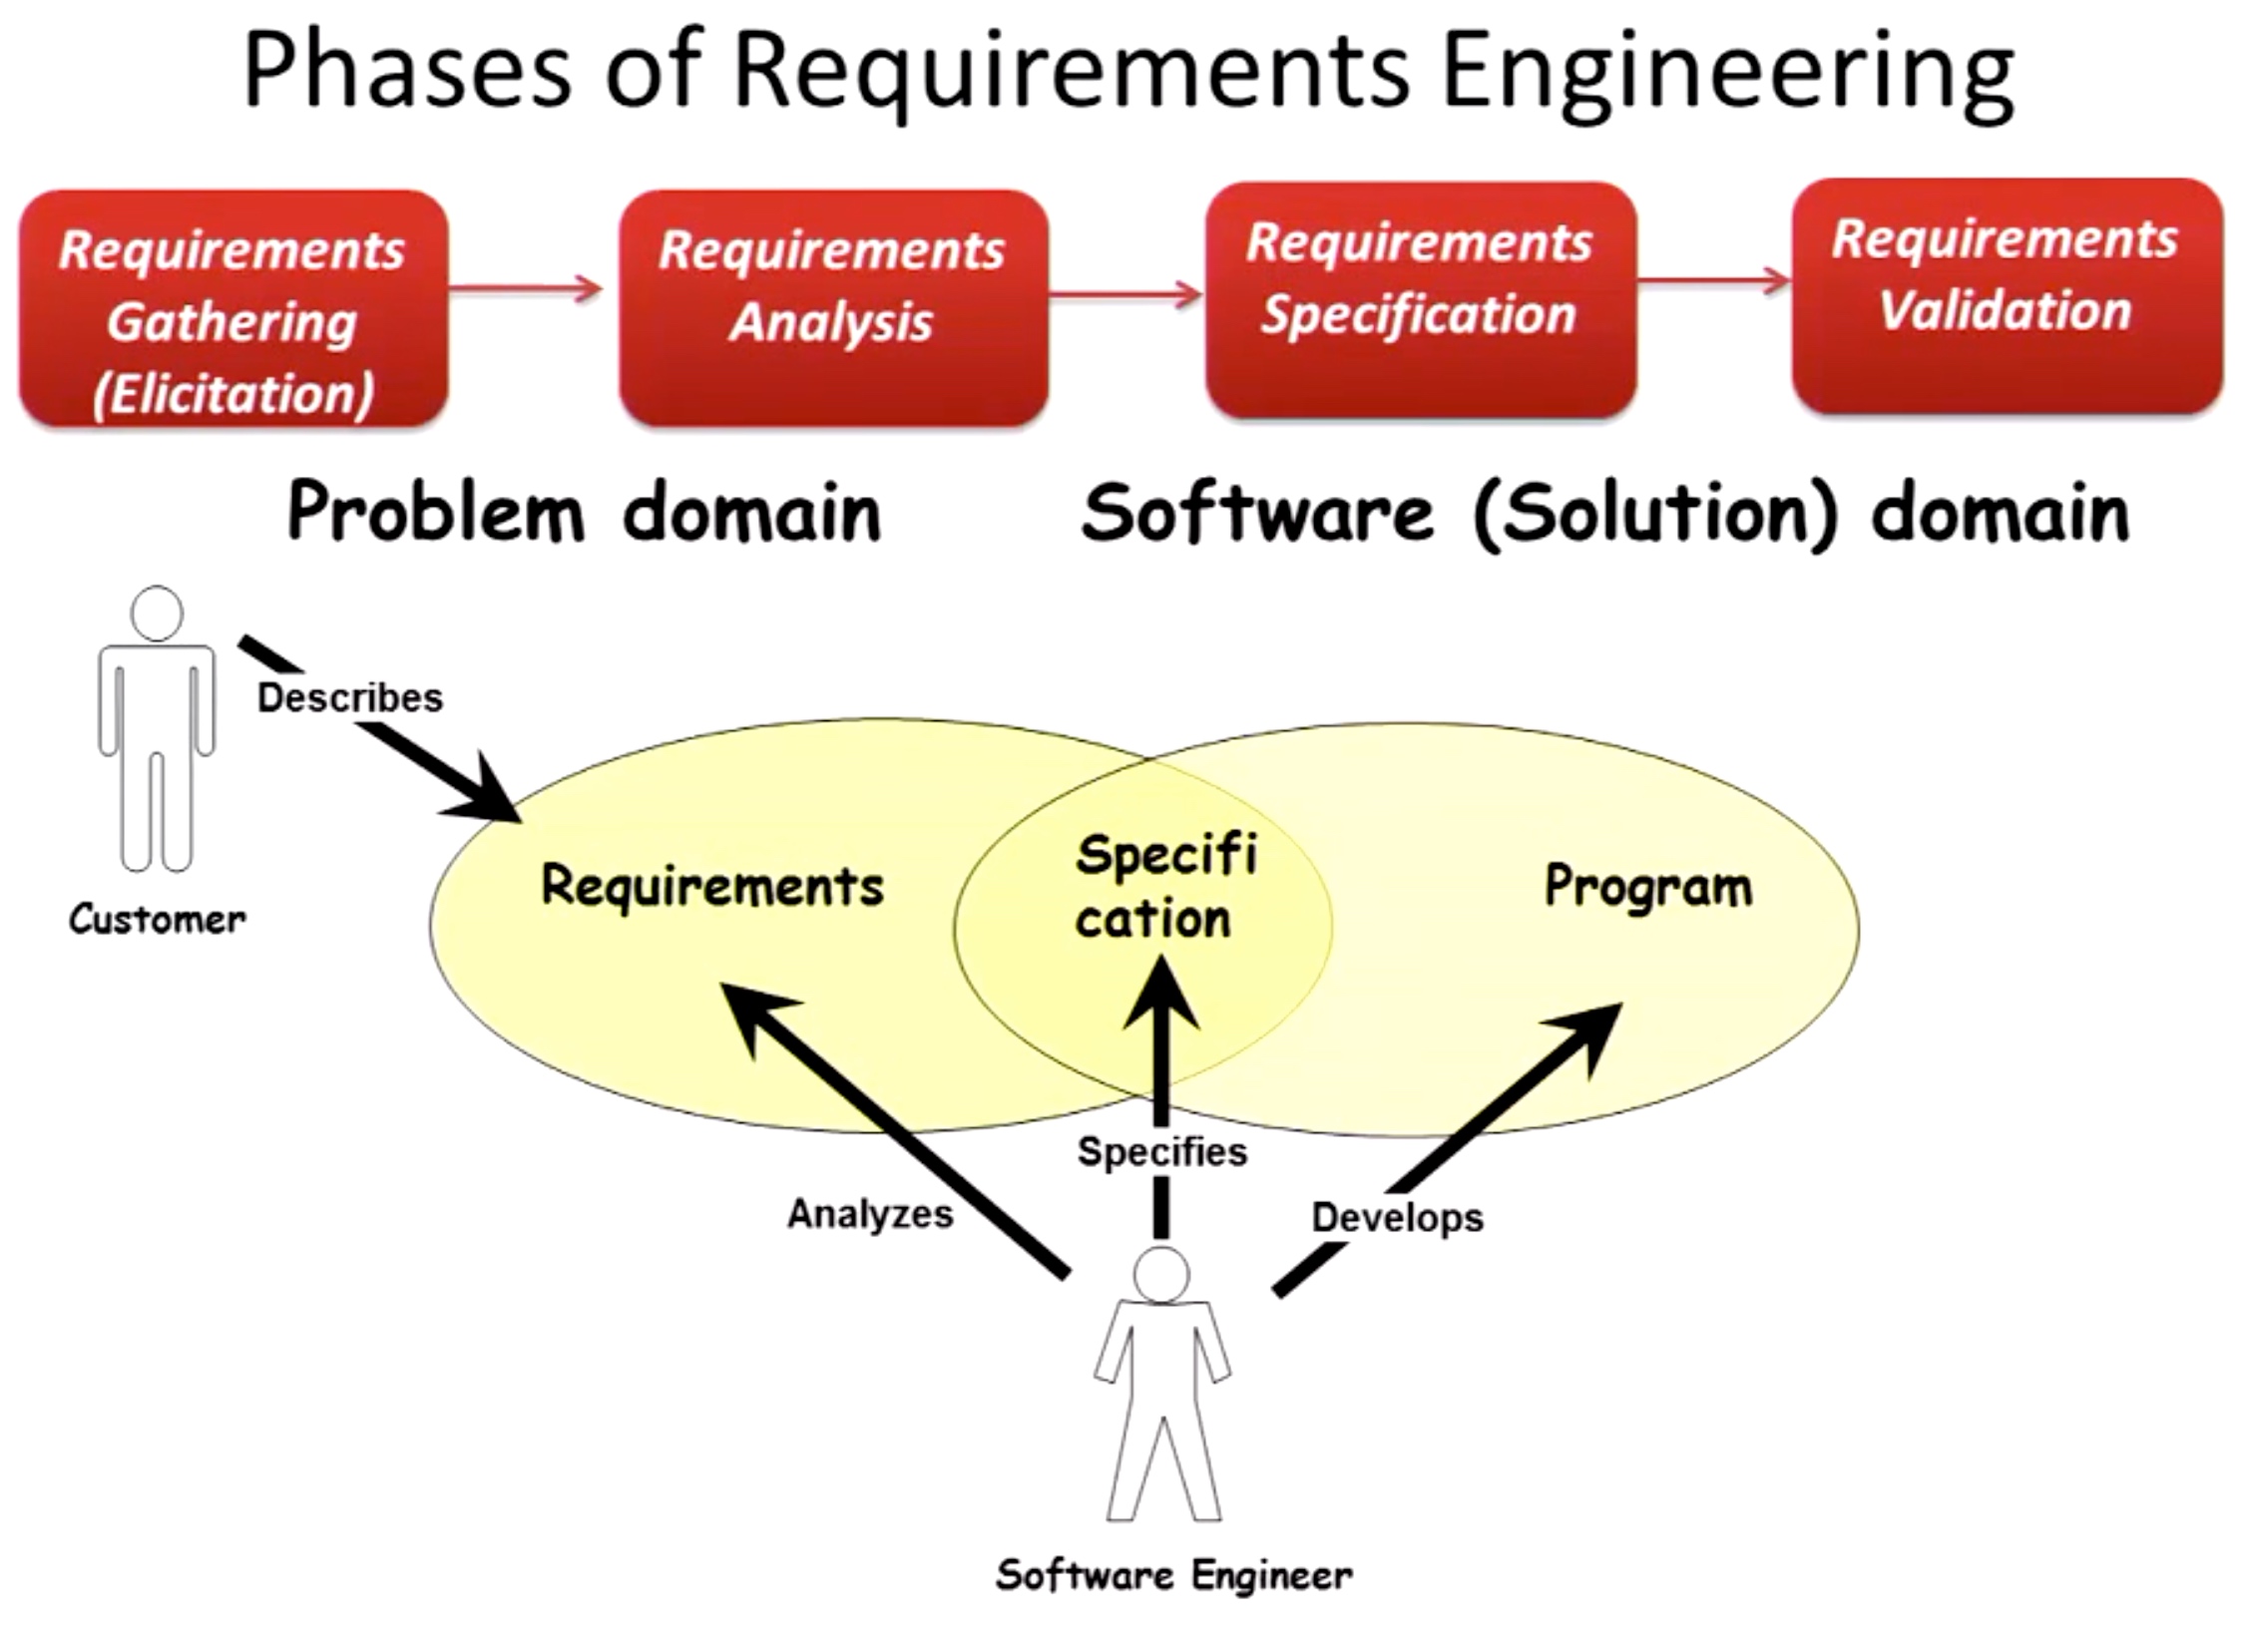 Phases of Requirements Engineering
Requirements
Gathering
(Elicitation)
Requirements
Analysis
Requirements
Specification
Requirements
Validation
Problem domain
Software (Solution) domain
Describes
Customer
Requirements
Specifi
cation
Program
Specifies
Analyzes
Develops
Software Engineer